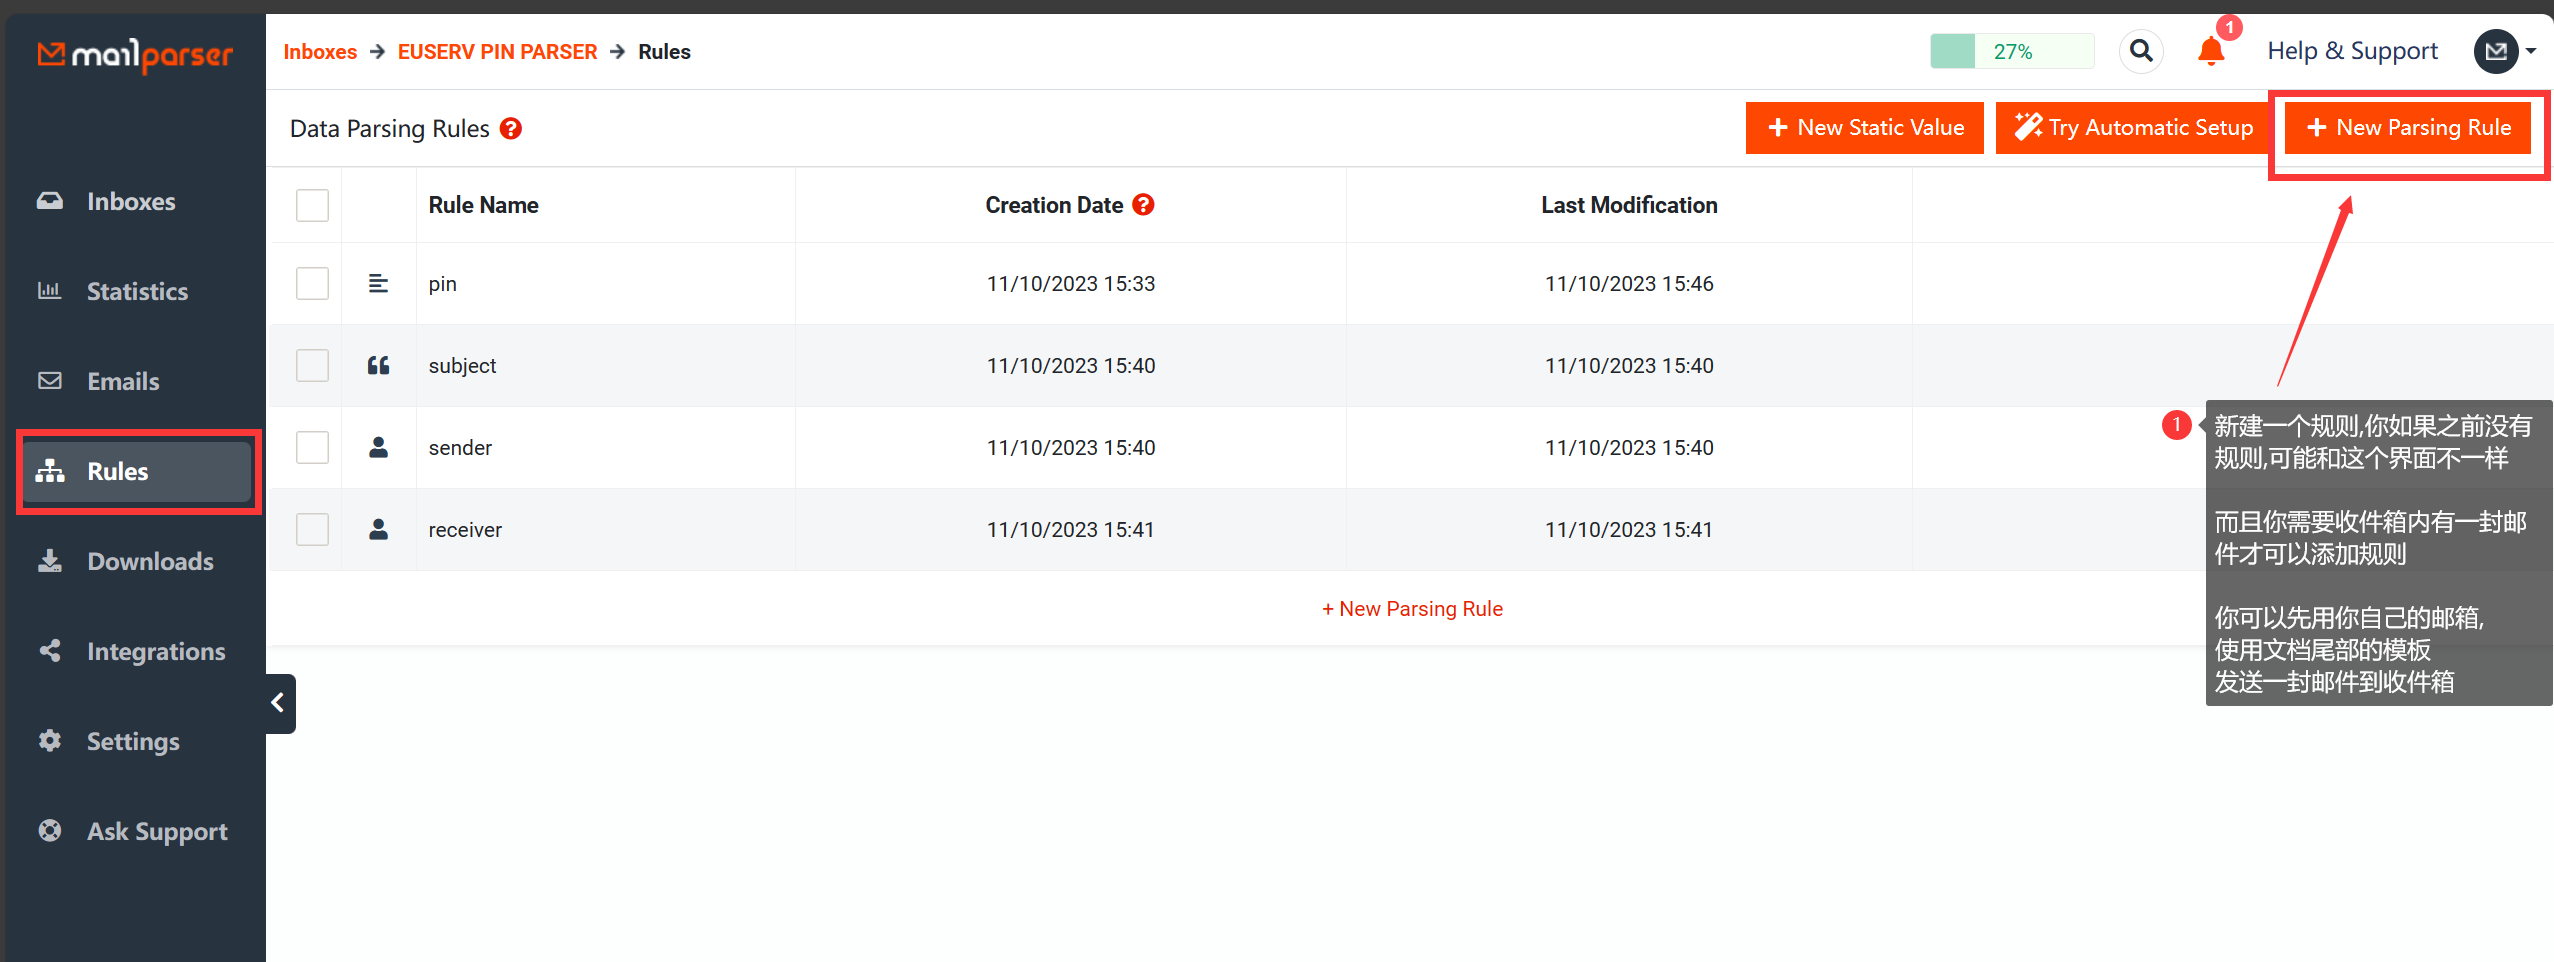 mailparser
Inboxes → EUSERV PIN PARSER → Rules
27%
1
Help & Support
Data Parsing Rules ?
+ New Static Value
Try Automatic Setup
+ New Parsing Rule
Inboxes
Statistics
Emails
Rules
Downloads
Integrations
Settings
Ask Support
Rule Name Creation Date ? Last Modification
pin 11/10/2023 15:33 11/10/2023 15:46
subject 11/10/2023 15:40 11/10/2023 15:40
sender 11/10/2023 15:40 11/10/2023 15:40
receiver 11/10/2023 15:41 11/10/2023 15:41
+ New Parsing Rule
1
新建一个规则,你如果之前没有
规则,可能和这个界面不一样
而且你需要收件箱内有一封邮
件才可以添加规则
你可以先用你自己的邮箱,
使用文档尾部的模板
发送一封邮件到收件箱